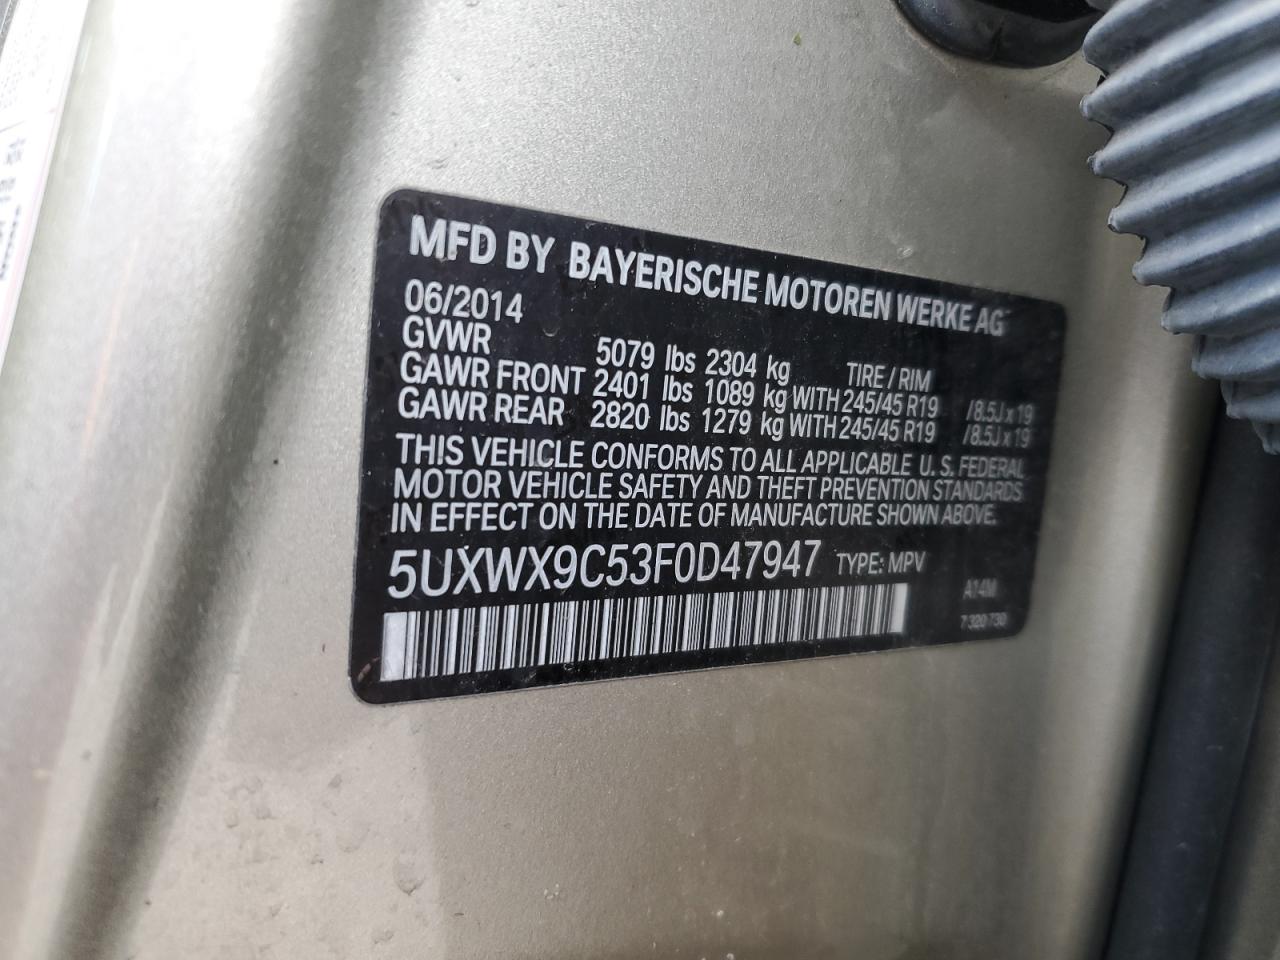 MFD BY BAYERISCHE MOTOREN WERKE AG
06/2014
GVWR 5079 lbs 2304 kg TIRE / RIM
GAWR FRONT 2401 lbs 1089 kg WITH 245/45 R19 /8.5J x 19
GAWR REAR 2820 lbs 1279 kg WITH 245/45 R19 /8.5J x 19
THIS VEHICLE CONFORMS TO ALL APPLICABLE U. S. FEDERAL
MOTOR VEHICLE SAFETY AND THEFT PREVENTION STANDARDS
IN EFFECT ON THE DATE OF MANUFACTURE SHOWN ABOVE.
5UXWX9C53F0D47947 TYPE: MPV
A14M
7 320 730